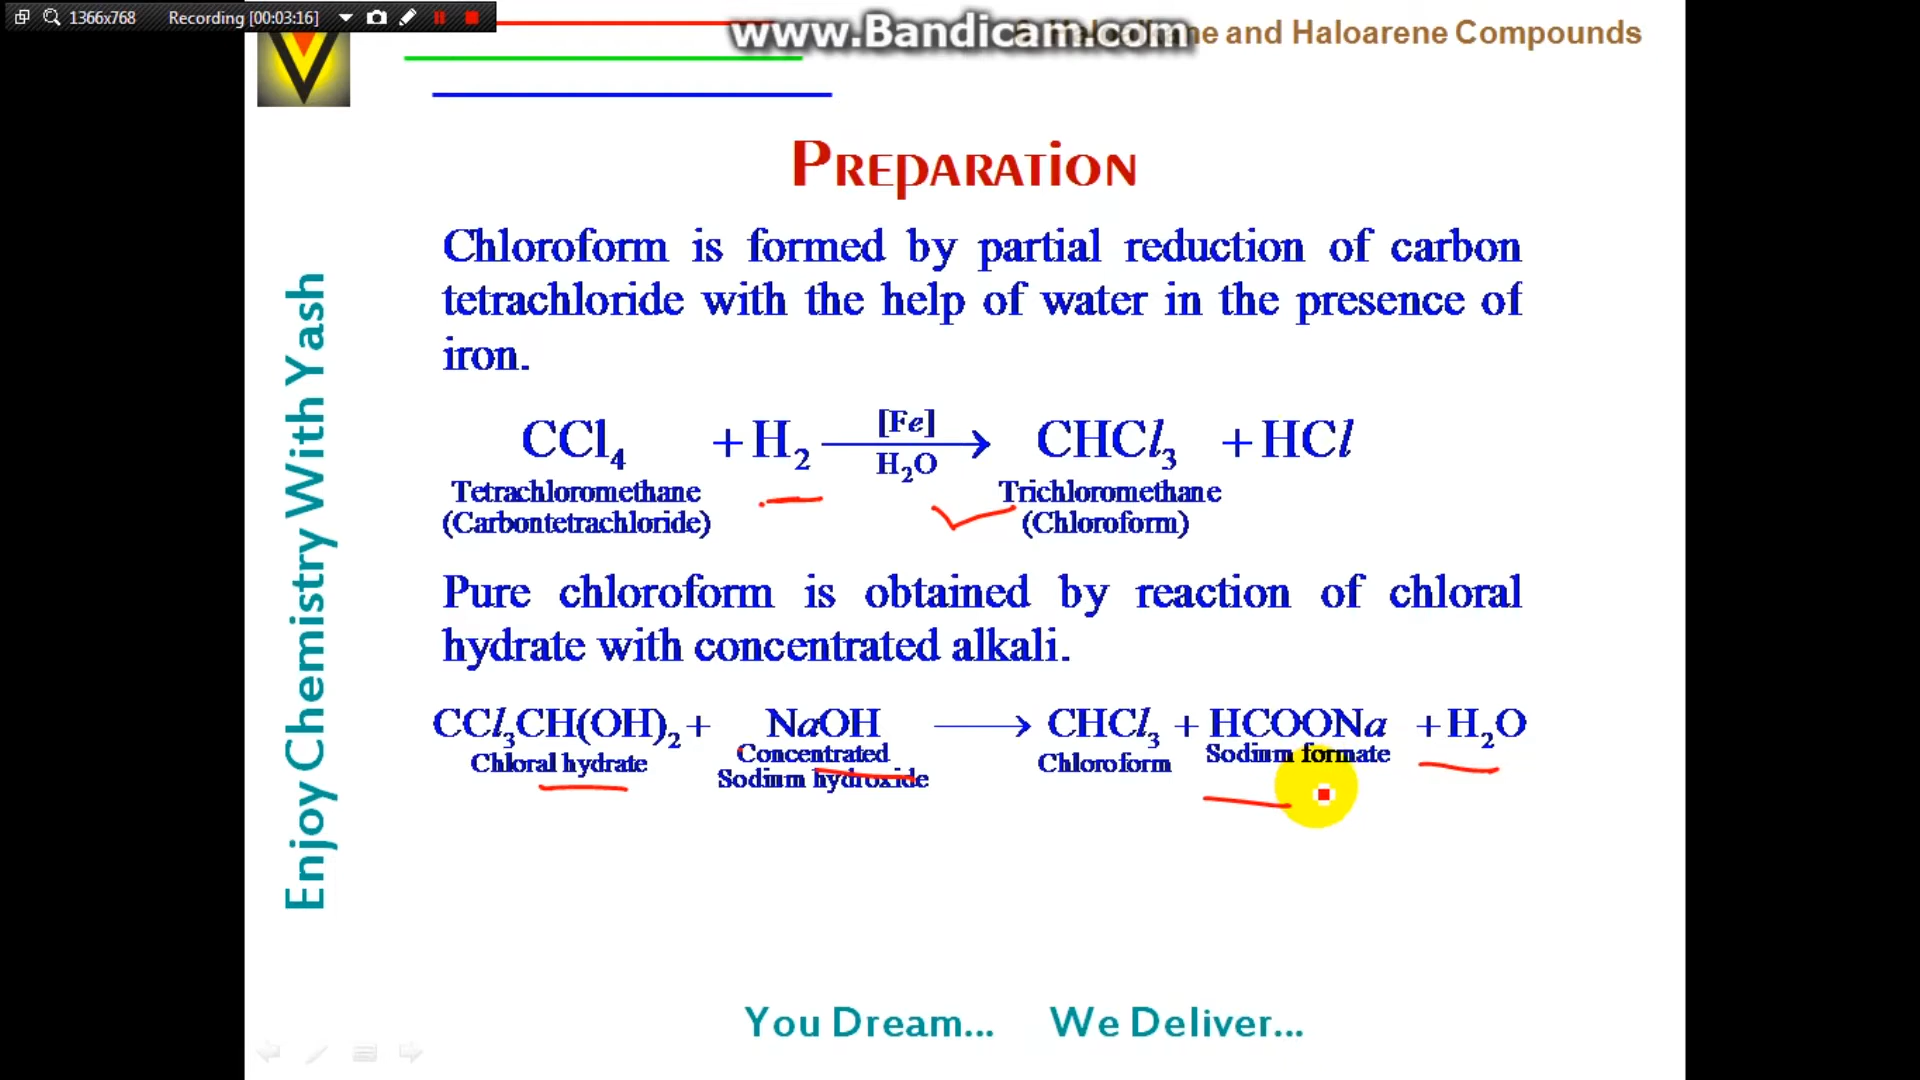 1366x768 Recording [00:03:16]
www.Bandicam.com
ne and Haloarene Compounds
PREPARATION
Chloroform is formed by partial reduction of carbon
tetrachloride with the help of water in the presence of
iron.
CCl₄ + H₂ [Fe] H₂O → CHCl₃ + HCl
Tetrachloromethane Trichloromethane
(Carbontetrachloride) (Chloroform)
Pure chloroform is obtained by reaction of chloral
hydrate with concentrated alkali.
CCl₃CH(OH)₂ + NaOH → CHCl₃ + HCOONa + H₂O
Chloral hydrate Concentrated Chloroform Sodium formate
Sodium hydroxide
Enjoy Chemistry With Yash
You Dream... We Deliver...